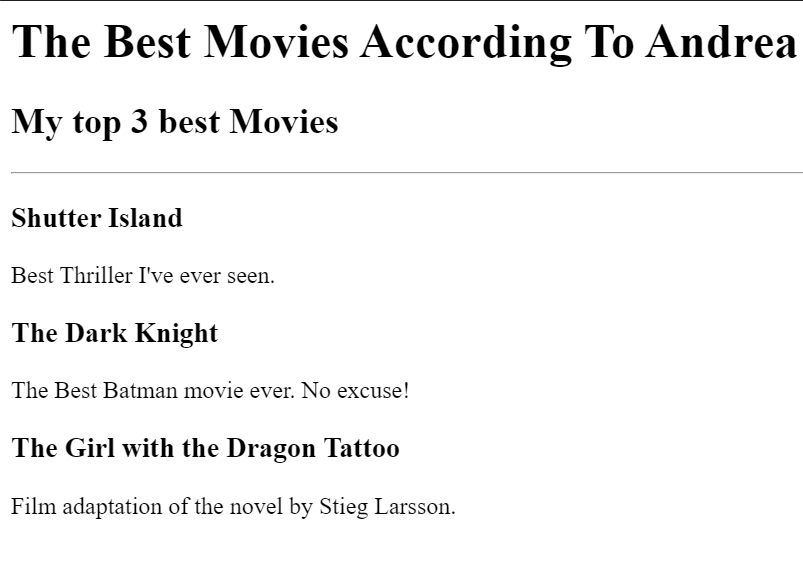 The Best Movies According To Andrea
My top 3 best Movies
Shutter Island
Best Thriller I've ever seen.
The Dark Knight
The Best Batman movie ever. No excuse!
The Girl with the Dragon Tattoo
Film adaptation of the novel by Stieg Larsson.